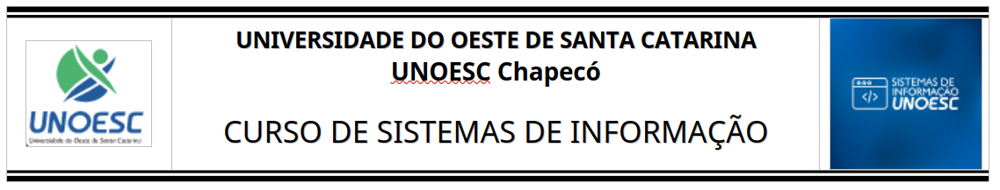 UNOESC
Universidade do Oeste de Santa Catarina
UNIVERSIDADE DO OESTE DE SANTA CATARINA
UNOESC Chapecó
CURSO DE SISTEMAS DE INFORMAÇÃO
</>
SISTEMAS DE
INFORMAÇÃO
UNOESC